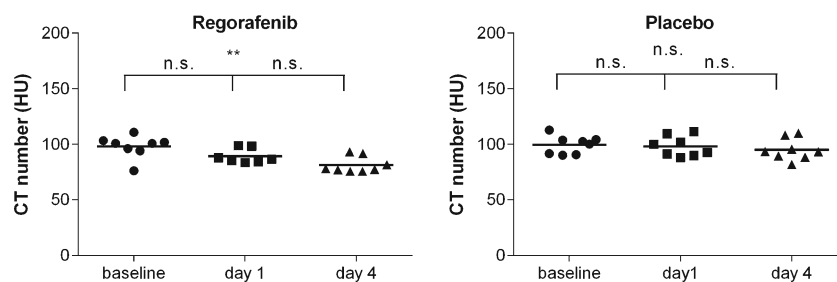 Regorafenib
200
150
100
50
0
CT number (HU)
**
n.s.
n.s.
baseline
day 1
day 4
Placebo
200
150
100
50
0
CT number (HU)
n.s.
n.s.
n.s.
baseline
day1
day 4